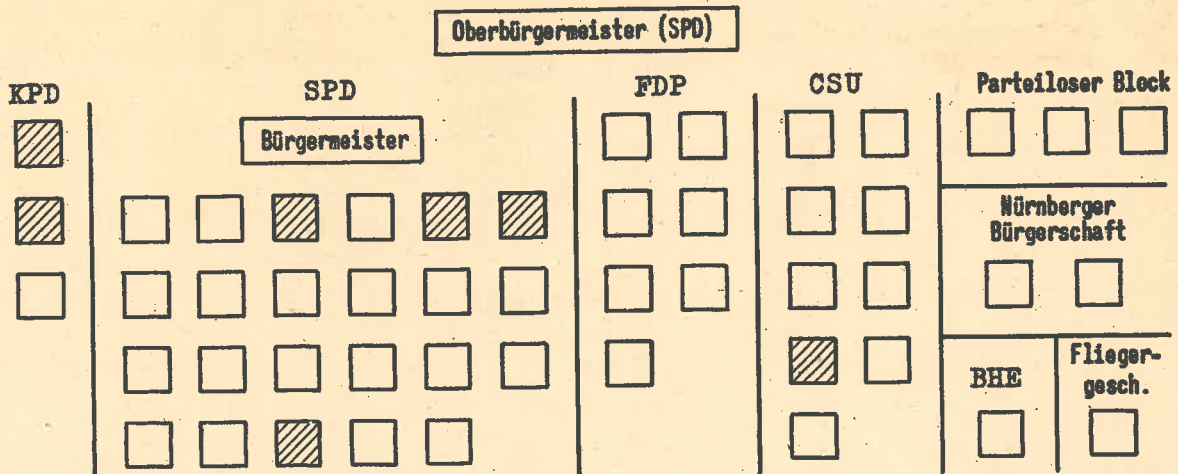 Oberbürgermeister (SPD)
KPD
SPD
Bürgermeister
FDP
CSU
Parteiloser Block
Nürnberger
Bürgerschaft
BHE
Flieger-
gesch.